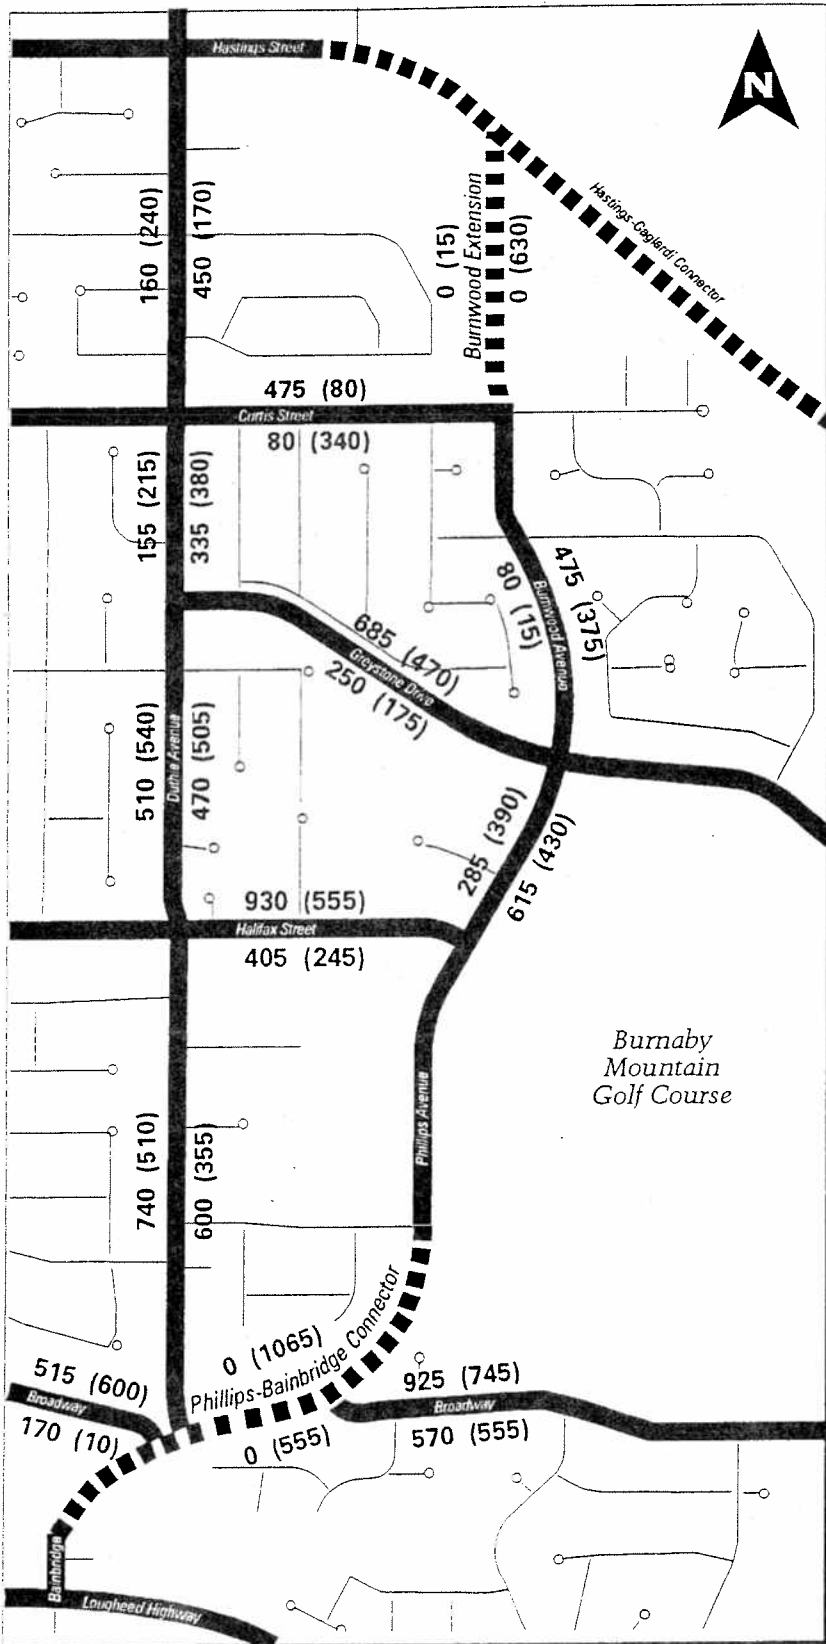 Hastings Street
N
Hastings-Gaglardi Connector
160 (240)
450 (170)
Burnwood Extension
0 (15)
0 (630)
475 (80)
Curtis Street
80 (340)
155 (215)
335 (380)
475 (375)
80 (15)
Burnwood Avenue
685 (470)
Greystone Drive
250 (175)
510 (540)
Duthie Avenue
470 (505)
285 (390)
615 (430)
930 (555)
Halifax Street
405 (245)
Burnaby
Mountain
Golf Course
Phillips Avenue
740 (510)
600 (355)
0 (1065)
Phillips-Bainbridge Connector
0 (555)
515 (600)
Broadway
170 (10)
925 (745)
Broadway
570 (555)
Bainbridge
Lougheed Highway